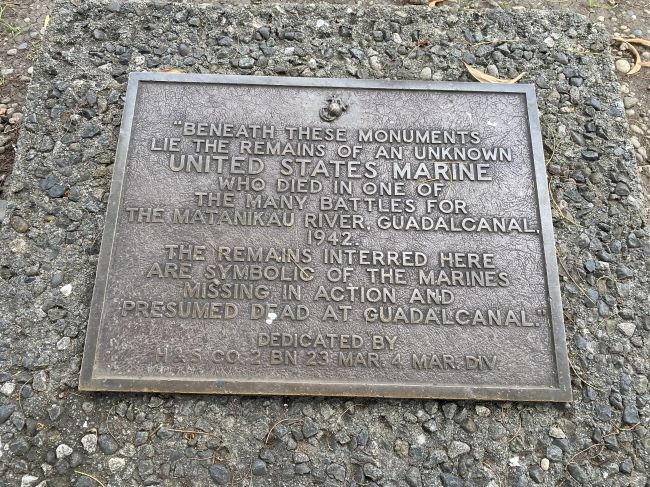 "BENEATH THESE MONUMENTS
LIE THE REMAINS OF AN UNKNOWN
UNITED STATES MARINE
WHO DIED IN ONE OF
THE MANY BATTLES FOR
THE MATANIKAU RIVER, GUADALCANAL,
1942.
THE REMAINS INTERRED HERE
ARE SYMBOLIC OF THE MARINES
MISSING IN ACTION AND
PRESUMED DEAD AT GUADALCANAL."
DEDICATED BY
H & S CO. 2 BN 23 MAR. 4 MAR. DIV.